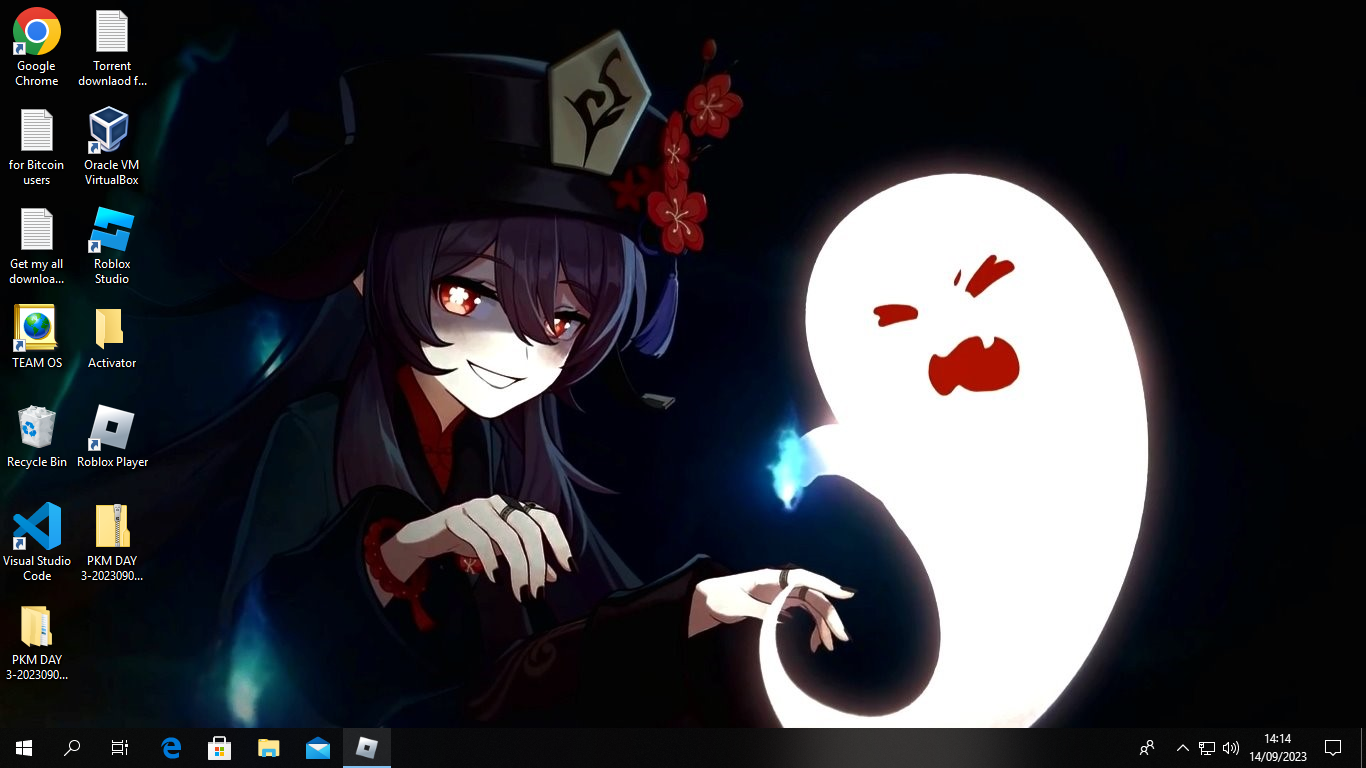 Google
Chrome
Torrent
downlaod f...
for Bitcoin
users
Oracle VM
VirtualBox
Get my all
downloa...
Roblox
Studio
TEAM OS
Activator
Recycle Bin
Roblox Player
Visual Studio
Code
PKM DAY
3-2023090...
PKM DAY
3-2023090...
14:14
14/09/2023